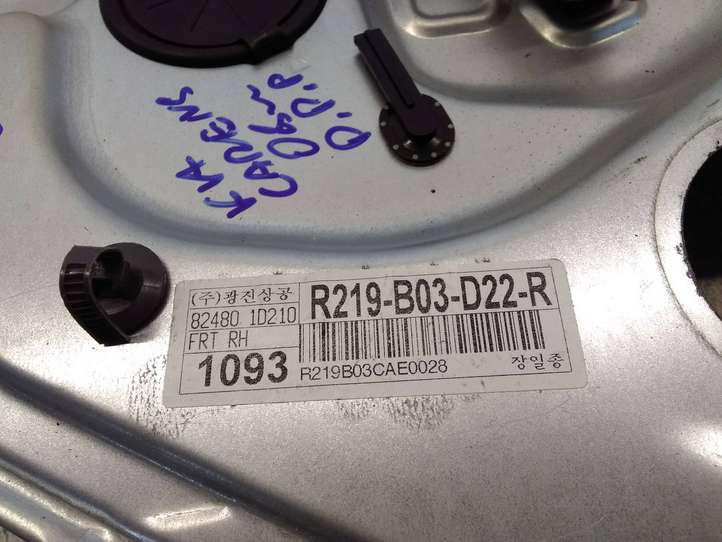 KIA
CARENS
06m
D.P.P
(주)광진상공
82480 1D210
FRT RH
1093
R219-B03-D22-R
R219B03CAE0028
장일종